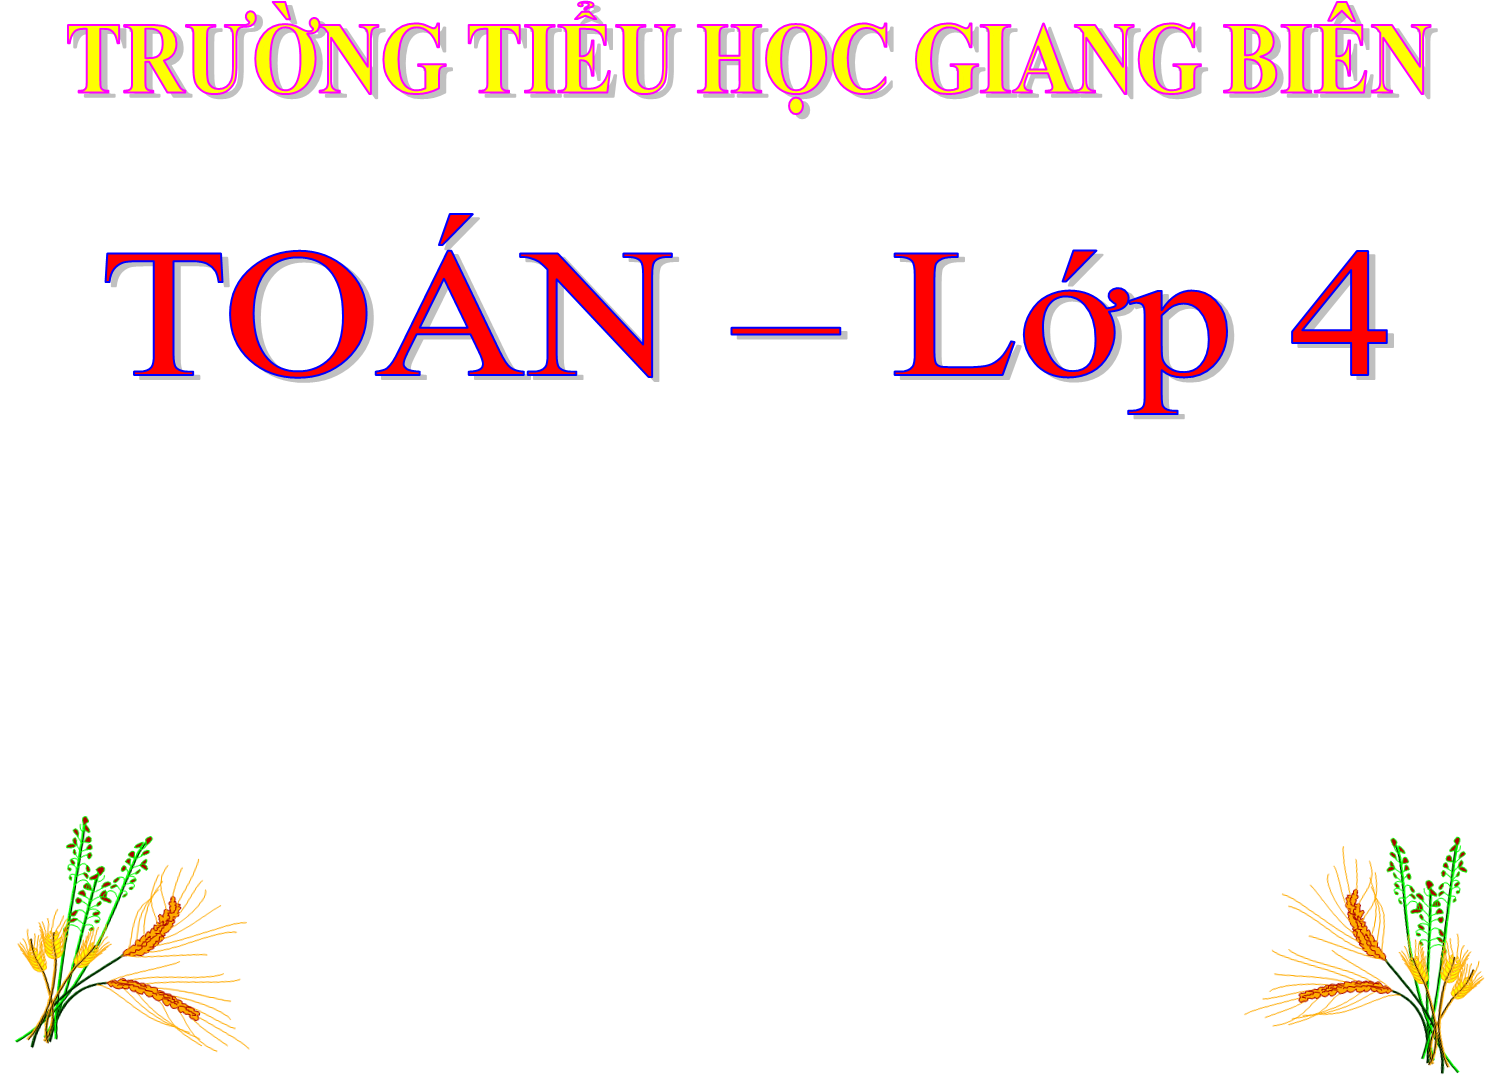 TRƯỜNG TIỂU HỌC GIANG BIÊN
TOÁN – Lớp 4